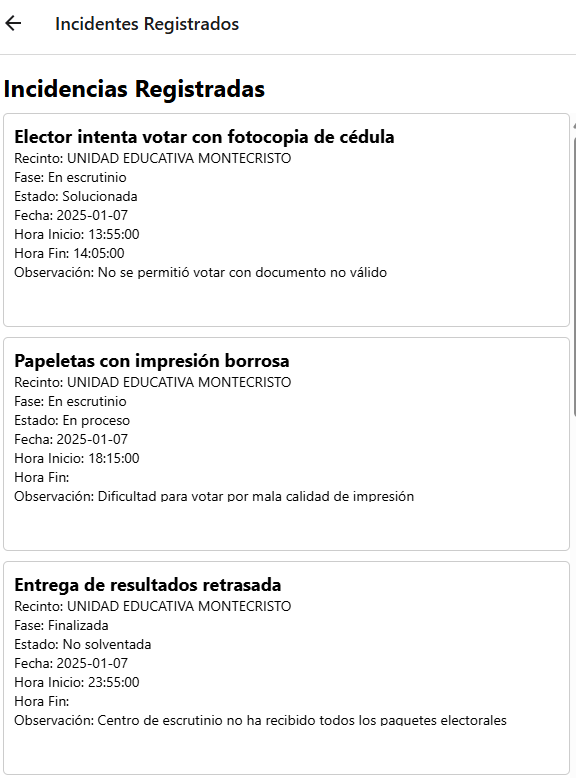 Incidentes Registrados
Incidencias Registradas
Elector intenta votar con fotocopia de cédula
Recinto: UNIDAD EDUCATIVA MONTECRISTO
Fase: En escrutinio
Estado: Solucionada
Fecha: 2025-01-07
Hora Inicio: 13:55:00
Hora Fin: 14:05:00
Observación: No se permitió votar con documento no válido
Papeletas con impresión borrosa
Recinto: UNIDAD EDUCATIVA MONTECRISTO
Fase: En escrutinio
Estado: En proceso
Fecha: 2025-01-07
Hora Inicio: 18:15:00
Hora Fin:
Observación: Dificultad para votar por mala calidad de impresión
Entrega de resultados retrasada
Recinto: UNIDAD EDUCATIVA MONTECRISTO
Fase: Finalizada
Estado: No solventada
Fecha: 2025-01-07
Hora Inicio: 23:55:00
Hora Fin:
Observación: Centro de escrutinio no ha recibido todos los paquetes electorales